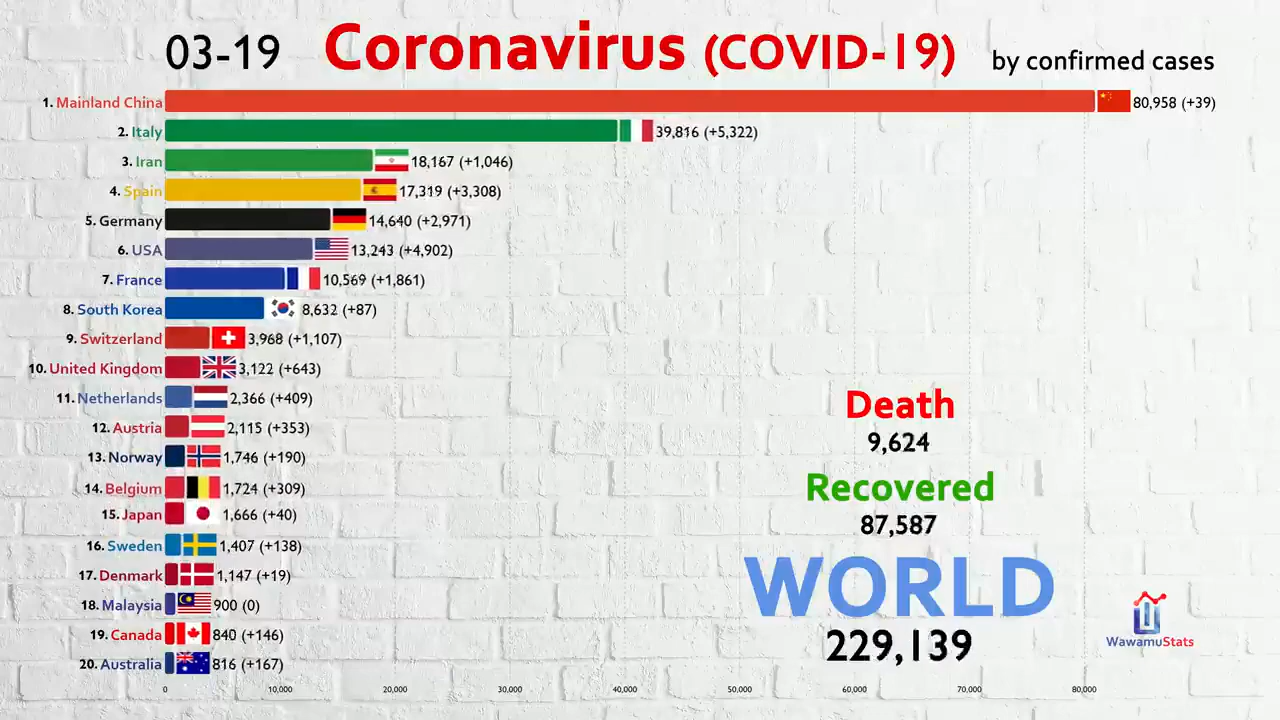 03-19 Coronavirus (COVID-19) by confirmed cases
1. Mainland China 80,958 (+39)
2. Italy 39,816 (+5,322)
3. Iran 18,167 (+1,046)
4. Spain 17,319 (+3,308)
5. Germany 14,640 (+2,971)
6. USA 13,243 (+4,902)
7. France 10,569 (+1,861)
8. South Korea 8,632 (+87)
9. Switzerland 3,968 (+1,107)
10. United Kingdom 3,122 (+643)
11. Netherlands 2,366 (+409)
12. Austria 2,115 (+353)
13. Norway 1,746 (+190)
14. Belgium 1,724 (+309)
15. Japan 1,666 (+40)
16. Sweden 1,407 (+138)
17. Denmark 1,147 (+19)
18. Malaysia 900 (0)
19. Canada 840 (+146)
20. Australia 816 (+167)
0 10,000 20,000 30,000 40,000 50,000 60,000 70,000 80,000
Death
9,624
Recovered
87,587
WORLD
229,139
WawamuStats